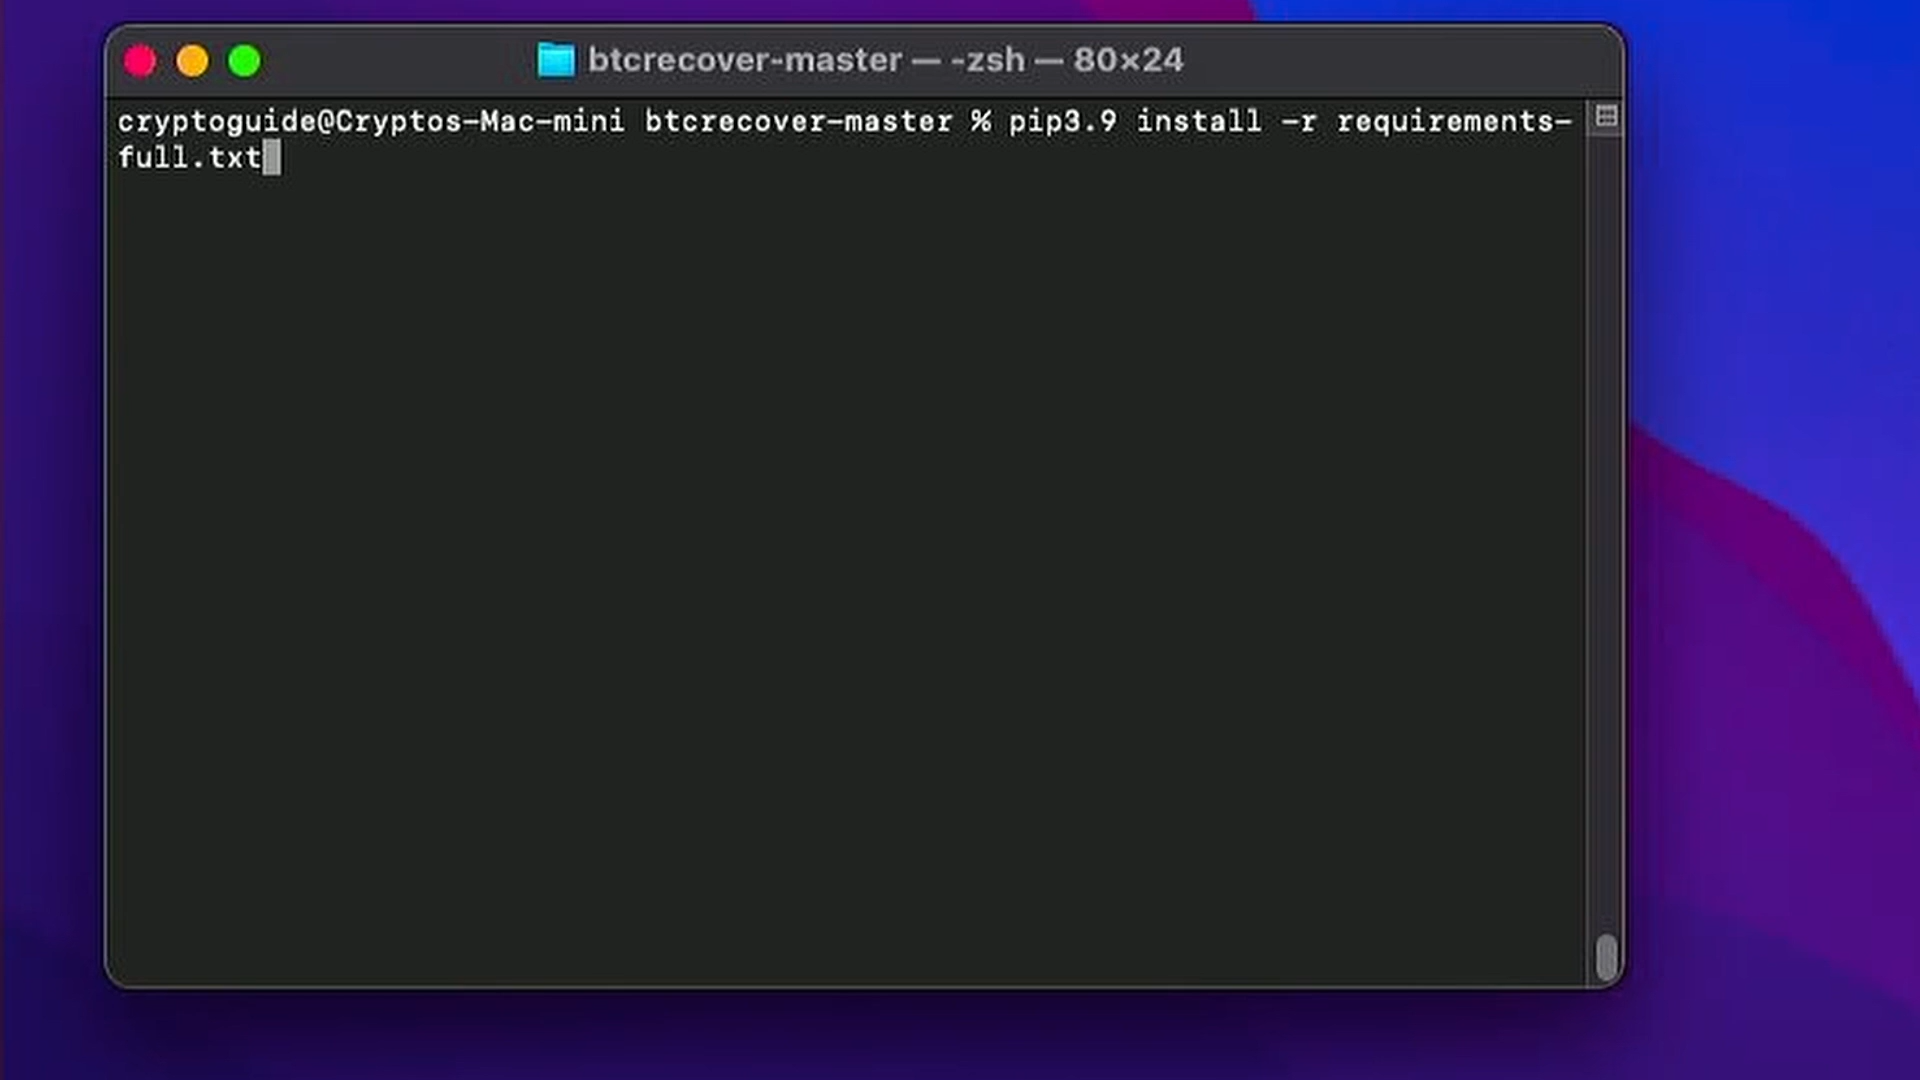 btcrecover-master — -zsh — 80×24
cryptoguide@Cryptos-Mac-mini btcrecover-master % pip3.9 install -r requirements-
full.txt